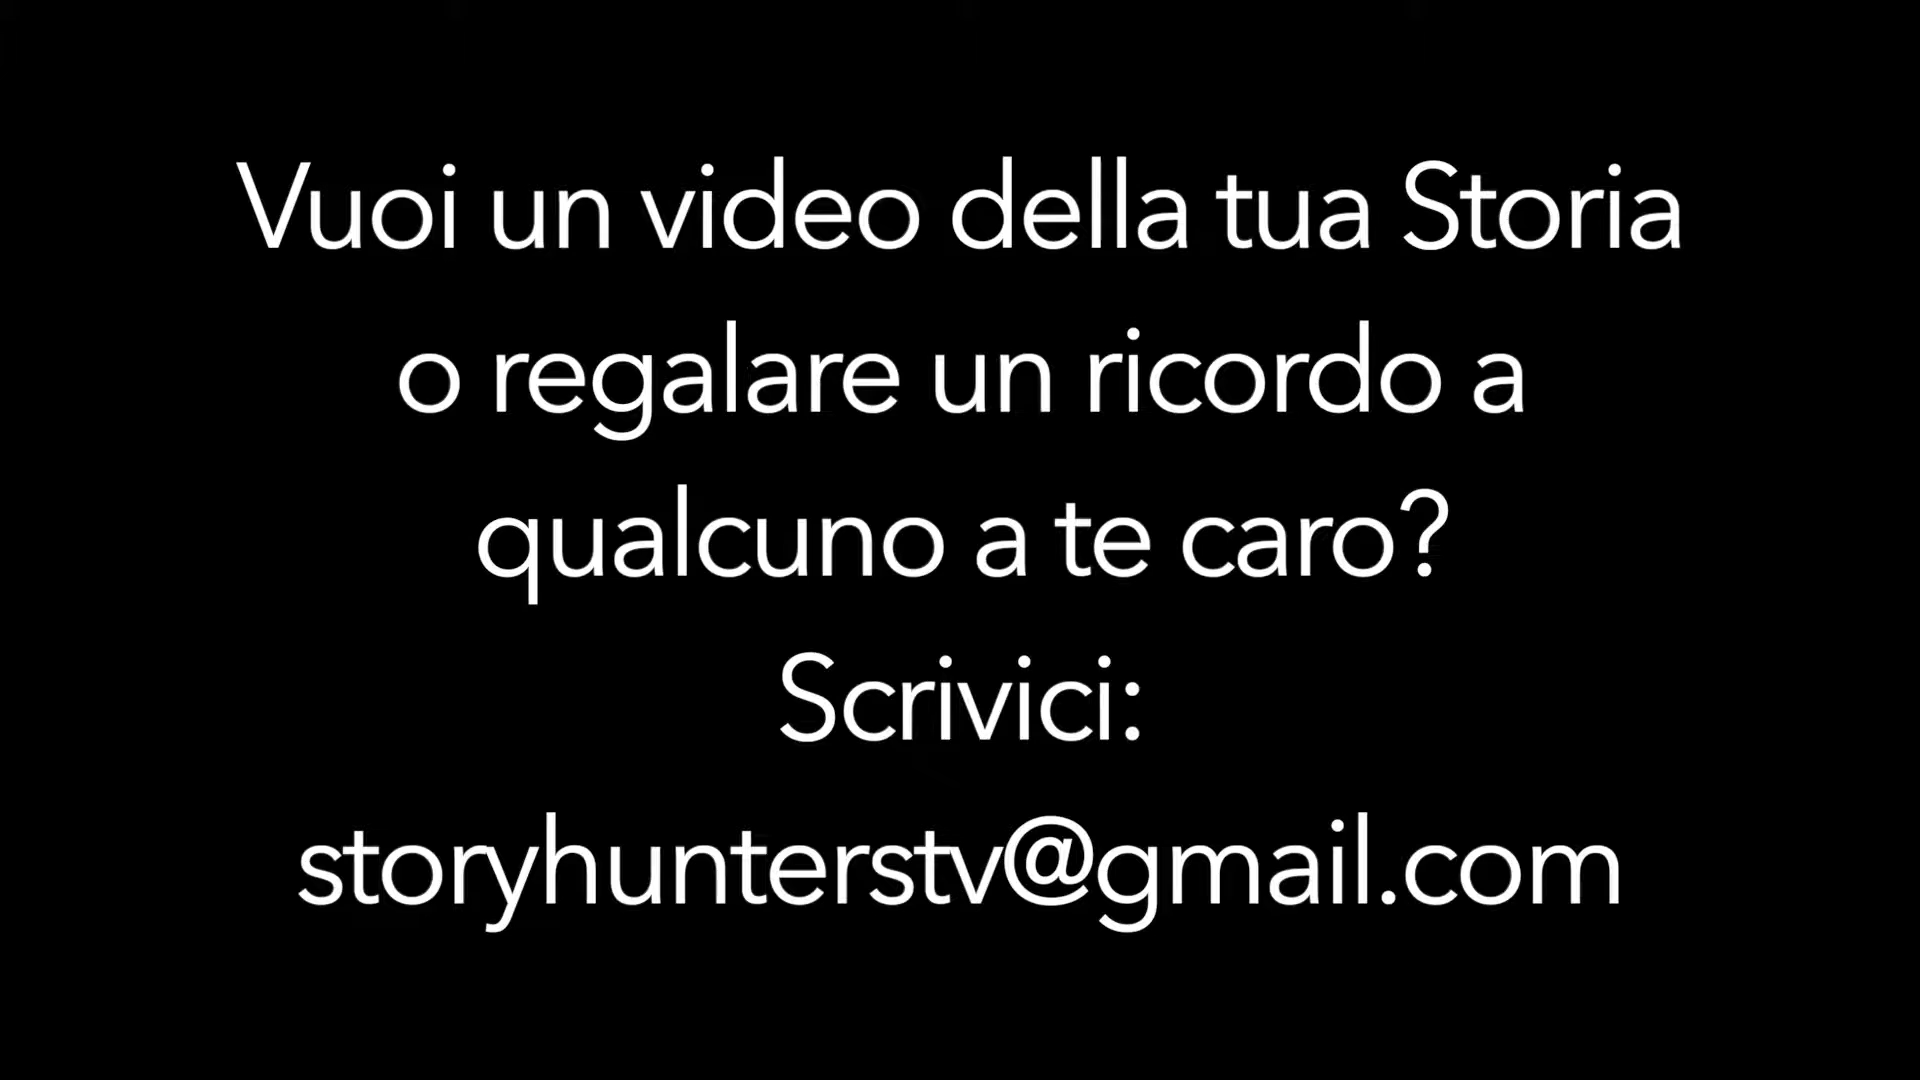 Vuoi un video della tua Storia
o regalare un ricordo a
qualcuno a te caro?
Scrivici:
storyhunterstv@gmail.com